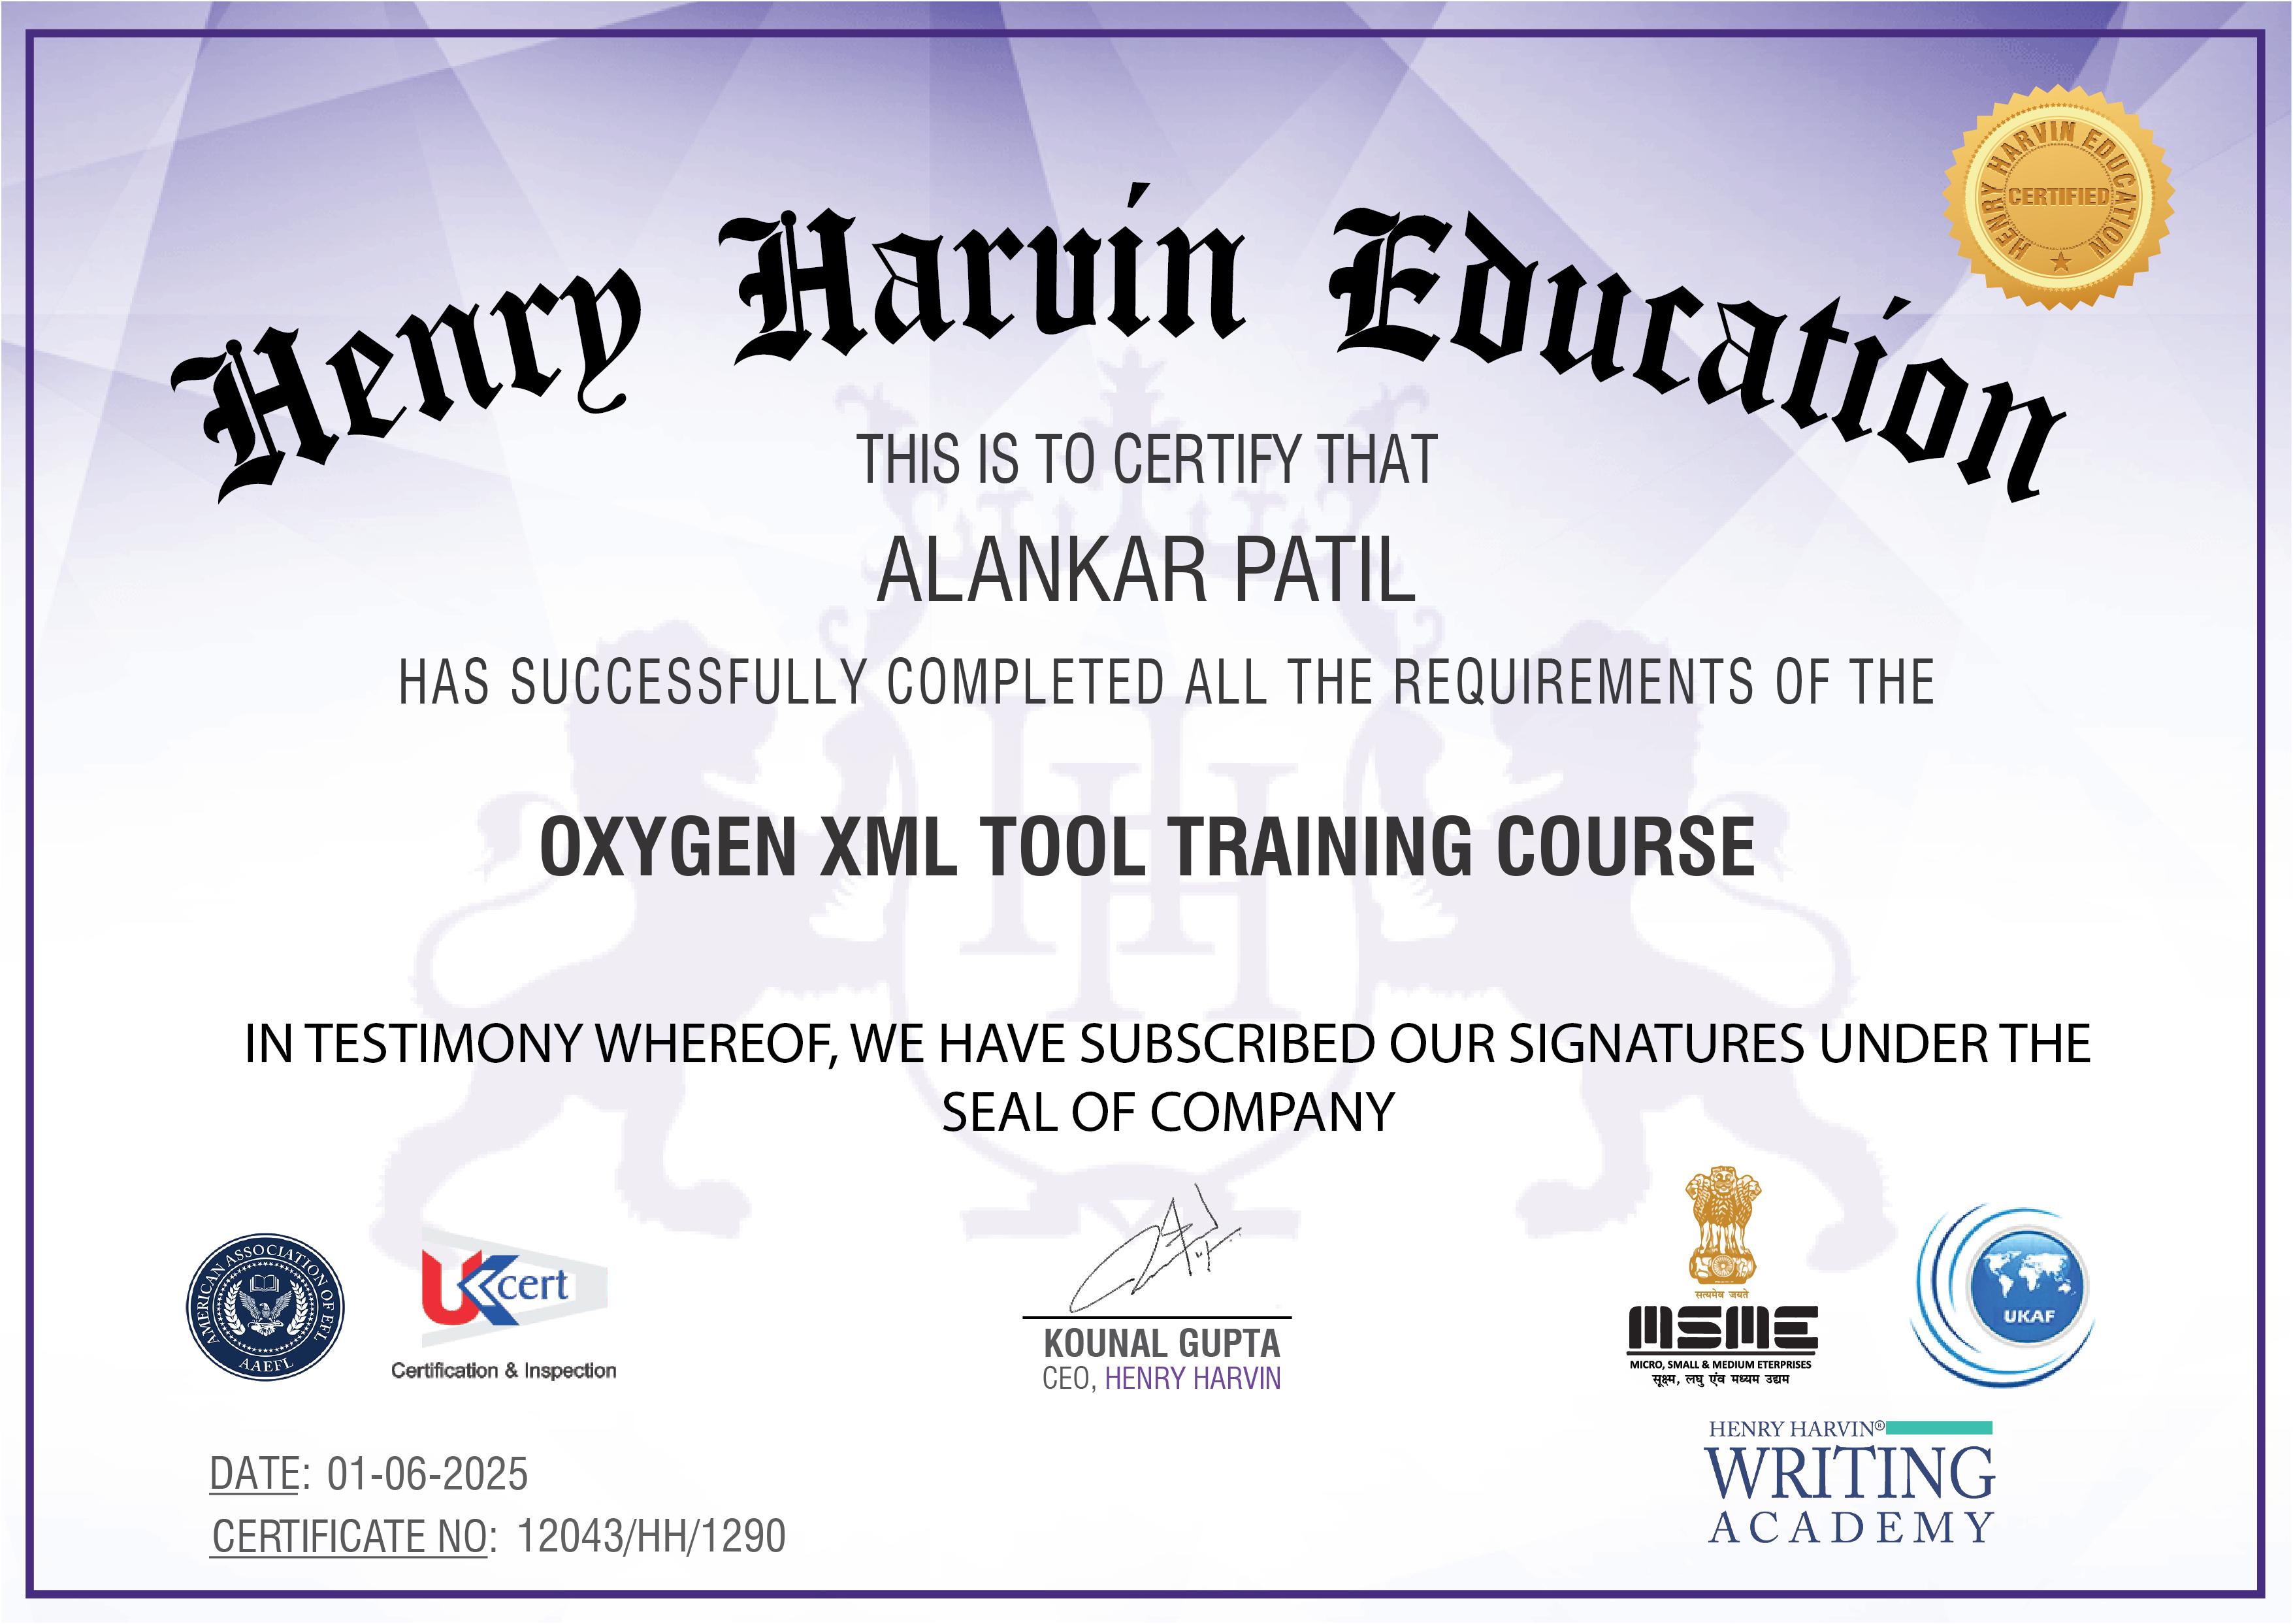 HENRY HARVIN EDUCATION
CERTIFIED
Henry Harvin Education
THIS IS TO CERTIFY THAT
ALANKAR PATIL
HAS SUCCESSFULLY COMPLETED ALL THE REQUIREMENTS OF THE
HH
OXYGEN XML TOOL TRAINING COURSE
IN TESTIMONY WHEREOF, WE HAVE SUBSCRIBED OUR SIGNATURES UNDER THE
SEAL OF COMPANY
AMERICAN ASSOCIATION OF EFL
AAEFL
UKcert
Certification & Inspection
KOUNAL GUPTA
CEO, HENRY HARVIN
सत्यमेव जयते
MSME
MICRO, SMALL & MEDIUM ETERPRISES
सूक्ष्म, लघु एंव मध्यम उद्यम
UKAF
HENRY HARVIN®
WRITING
ACADEMY
DATE: 01-06-2025
CERTIFICATE NO: 12043/HH/1290